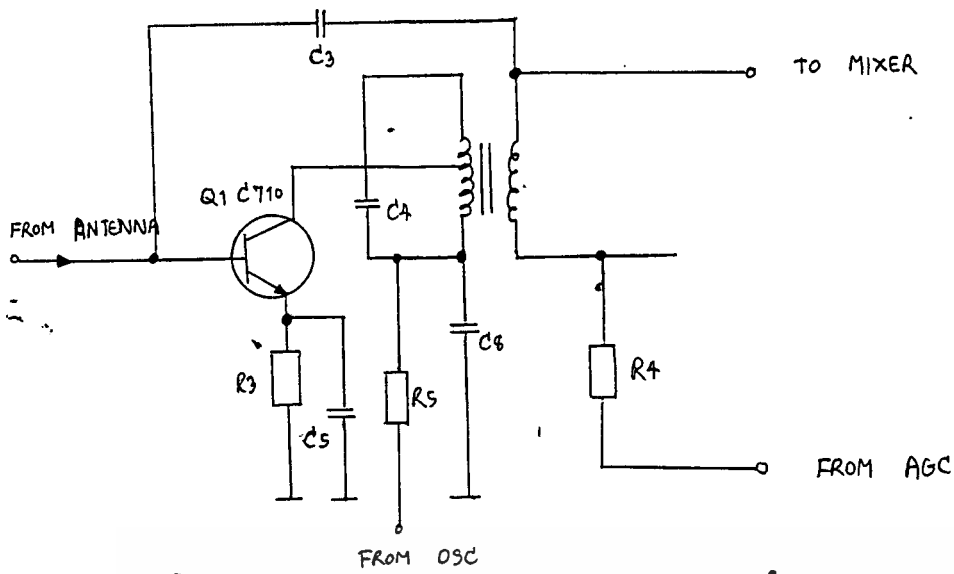 C3
TO MIXER
Q1 C710
C4
FROM ANTENNA
C8
R3
R5
R4
C5
FROM AGC
FROM OSC